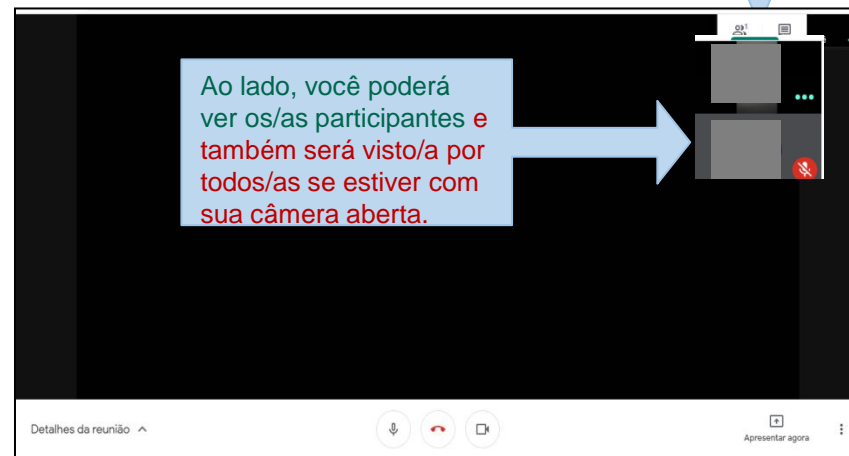 Ao lado, você poderá
ver os/as participantes e
também será visto/a por
todos/as se estiver com
sua câmera aberta.
Detalhes da reunião
Apresentar agora